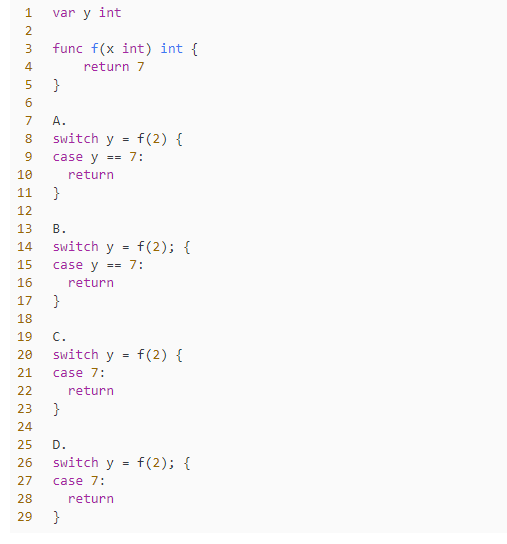 1 var y int
2
3 func f(x int) int {
4     return 7
5 }
6
7 A.
8 switch y = f(2) {
9 case y == 7:
10   return
11 }
12
13 B.
14 switch y = f(2); {
15 case y == 7:
16   return
17 }
18
19 C.
20 switch y = f(2) {
21 case 7:
22   return
23 }
24
25 D.
26 switch y = f(2); {
27 case 7:
28   return
29 }